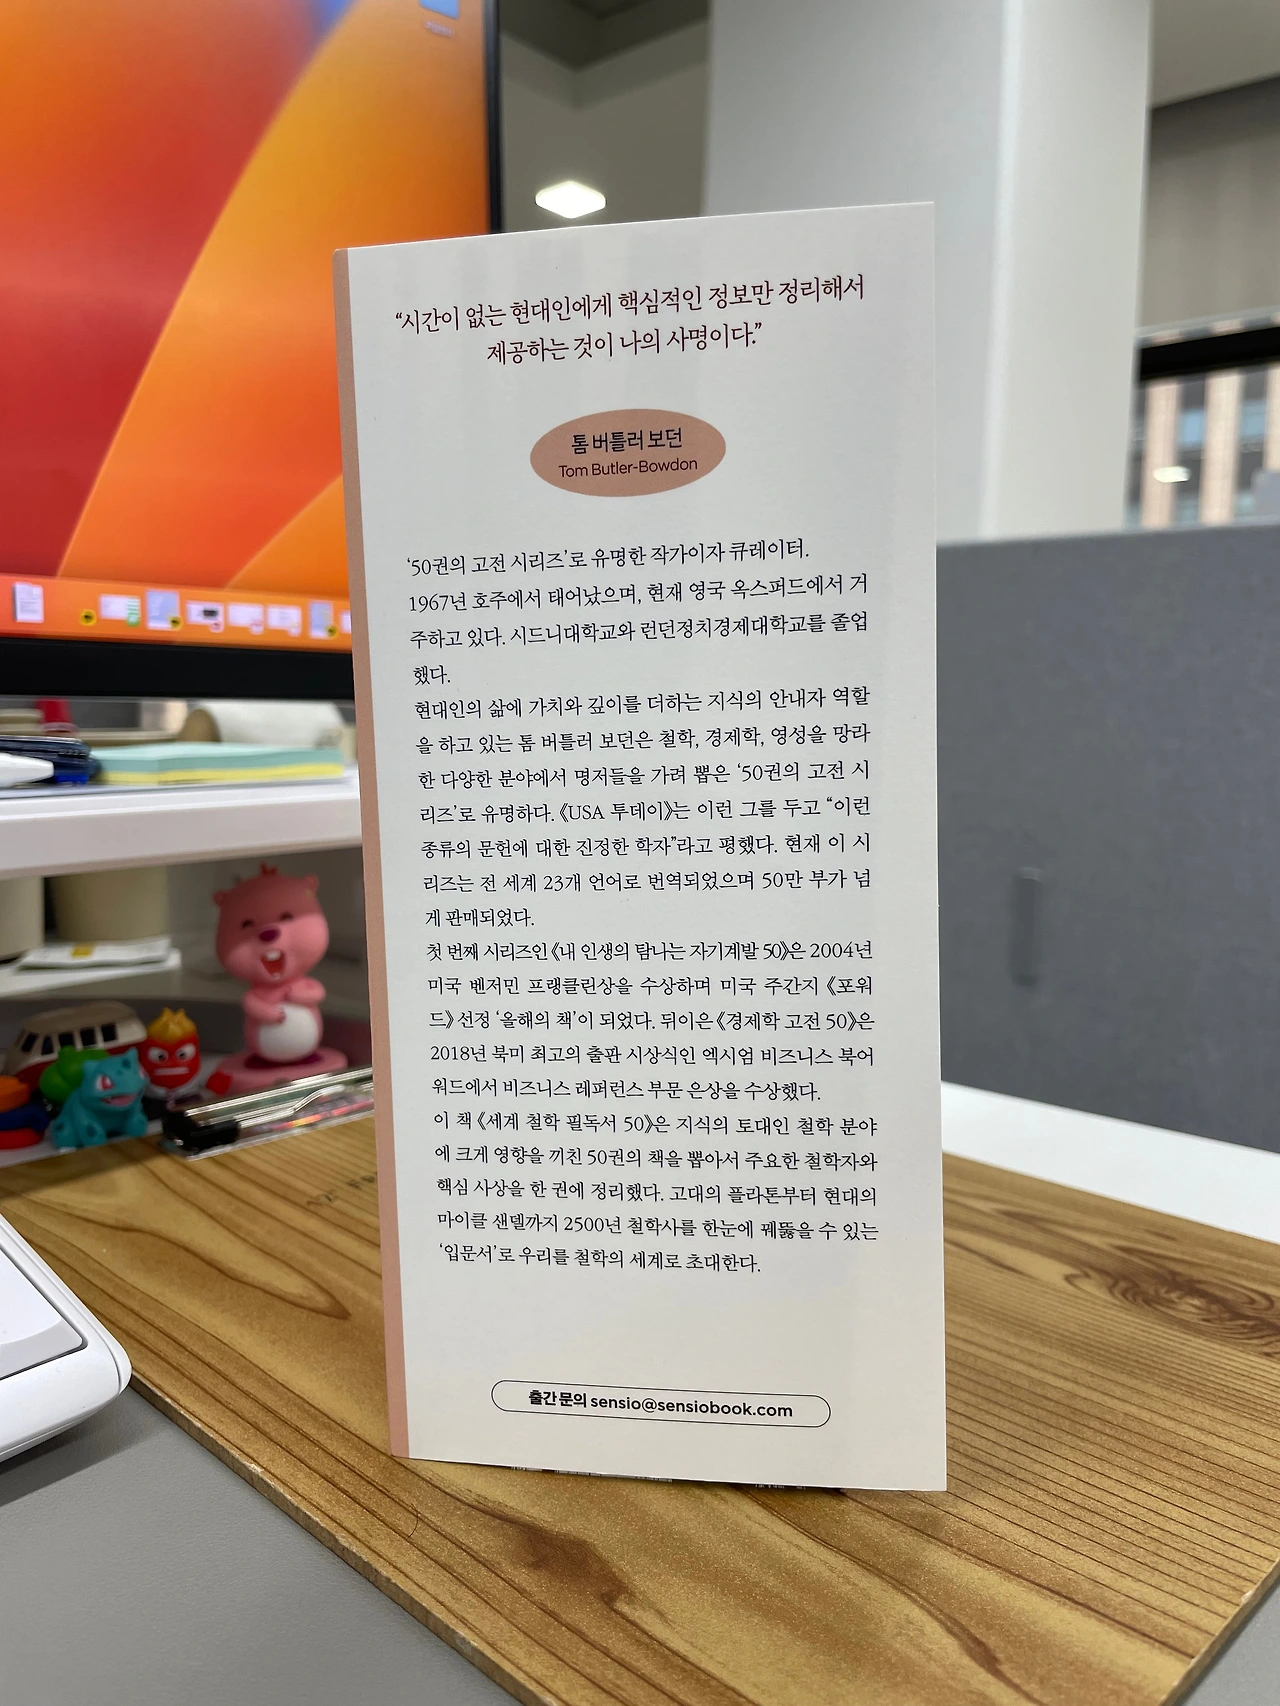 “시간이 없는 현대인에게 핵심적인 정보만 정리해서
제공하는 것이 나의 사명이다.”
톰 버틀러 보던
Tom Butler-Bowdon
‘50권의 고전 시리즈’로 유명한 작가이자 큐레이터.
1967년 호주에서 태어났으며, 현재 영국 옥스퍼드에서 거
주하고 있다. 시드니대학교와 런던정치경제대학교를 졸업
했다.
현대인의 삶에 가치와 깊이를 더하는 지식의 안내자 역할
을 하고 있는 톰 버틀러 보던은 철학, 경제학, 영성을 망라
한 다양한 분야에서 명저들을 가려 뽑은 ‘50권의 고전 시
리즈’로 유명하다. 《USA 투데이》는 이런 그를 두고 “이런
종류의 문헌에 대한 진정한 학자”라고 평했다. 현재 이 시
리즈는 전 세계 23개 언어로 번역되었으며 50만 부가 넘
게 판매되었다.
첫 번째 시리즈인 《내 인생의 탐나는 자기계발 50》은 2004년
미국 벤저민 프랭클린상을 수상하며 미국 주간지 《포워
드》 선정 ‘올해의 책’이 되었다. 뒤이은 《경제학 고전 50》은
2018년 북미 최고의 출판 시상식인 엑시엄 비즈니스 북어
워드에서 비즈니스 레퍼런스 부문 은상을 수상했다.
이 책 《세계 철학 필독서 50》은 지식의 토대인 철학 분야
에 크게 영향을 끼친 50권의 책을 뽑아서 주요한 철학자와
핵심 사상을 한 권에 정리했다. 고대의 플라톤부터 현대의
마이클 샌델까지 2500년 철학사를 한눈에 꿰뚫을 수 있는
‘입문서’로 우리를 철학의 세계로 초대한다.
출간 문의 sensio@sensiobook.com